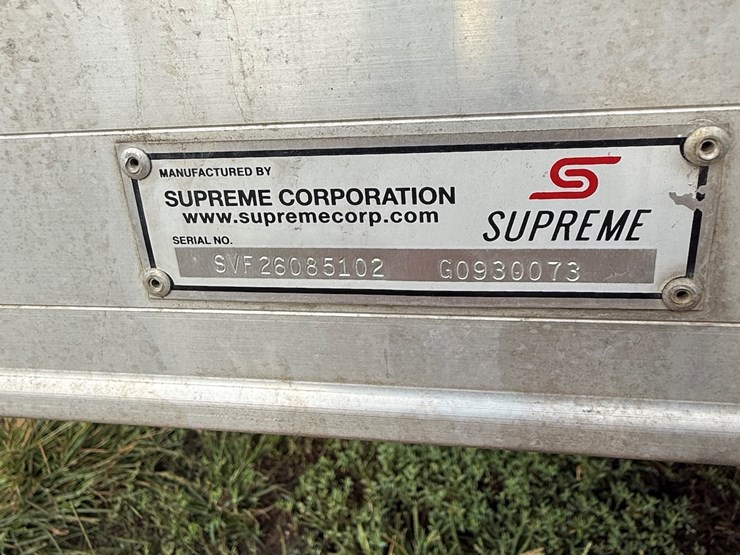 MANUFACTURED BY
SUPREME CORPORATION
www.supremecorp.com
SUPREME
SERIAL NO.
SVF26085102 G0930073